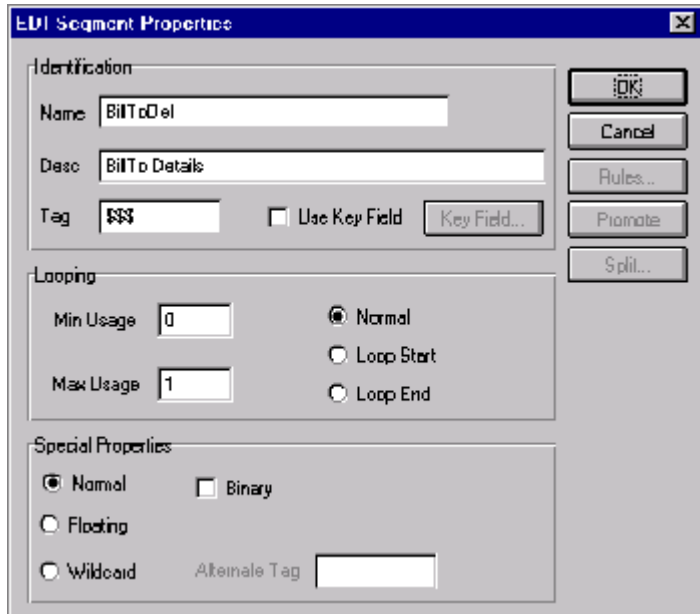 EDI Segment Properties
Identification
Name BillToDel
Desc BillTo Details
Tag $$$ Use Key Field Key Field...
OK
Cancel
Rules...
Promote
Split...
Looping
Min Usage 0
Max Usage 1
Normal
Loop Start
Loop End
Special Properties
Normal
Binary
Floating
Wildcard
Alternate Tag